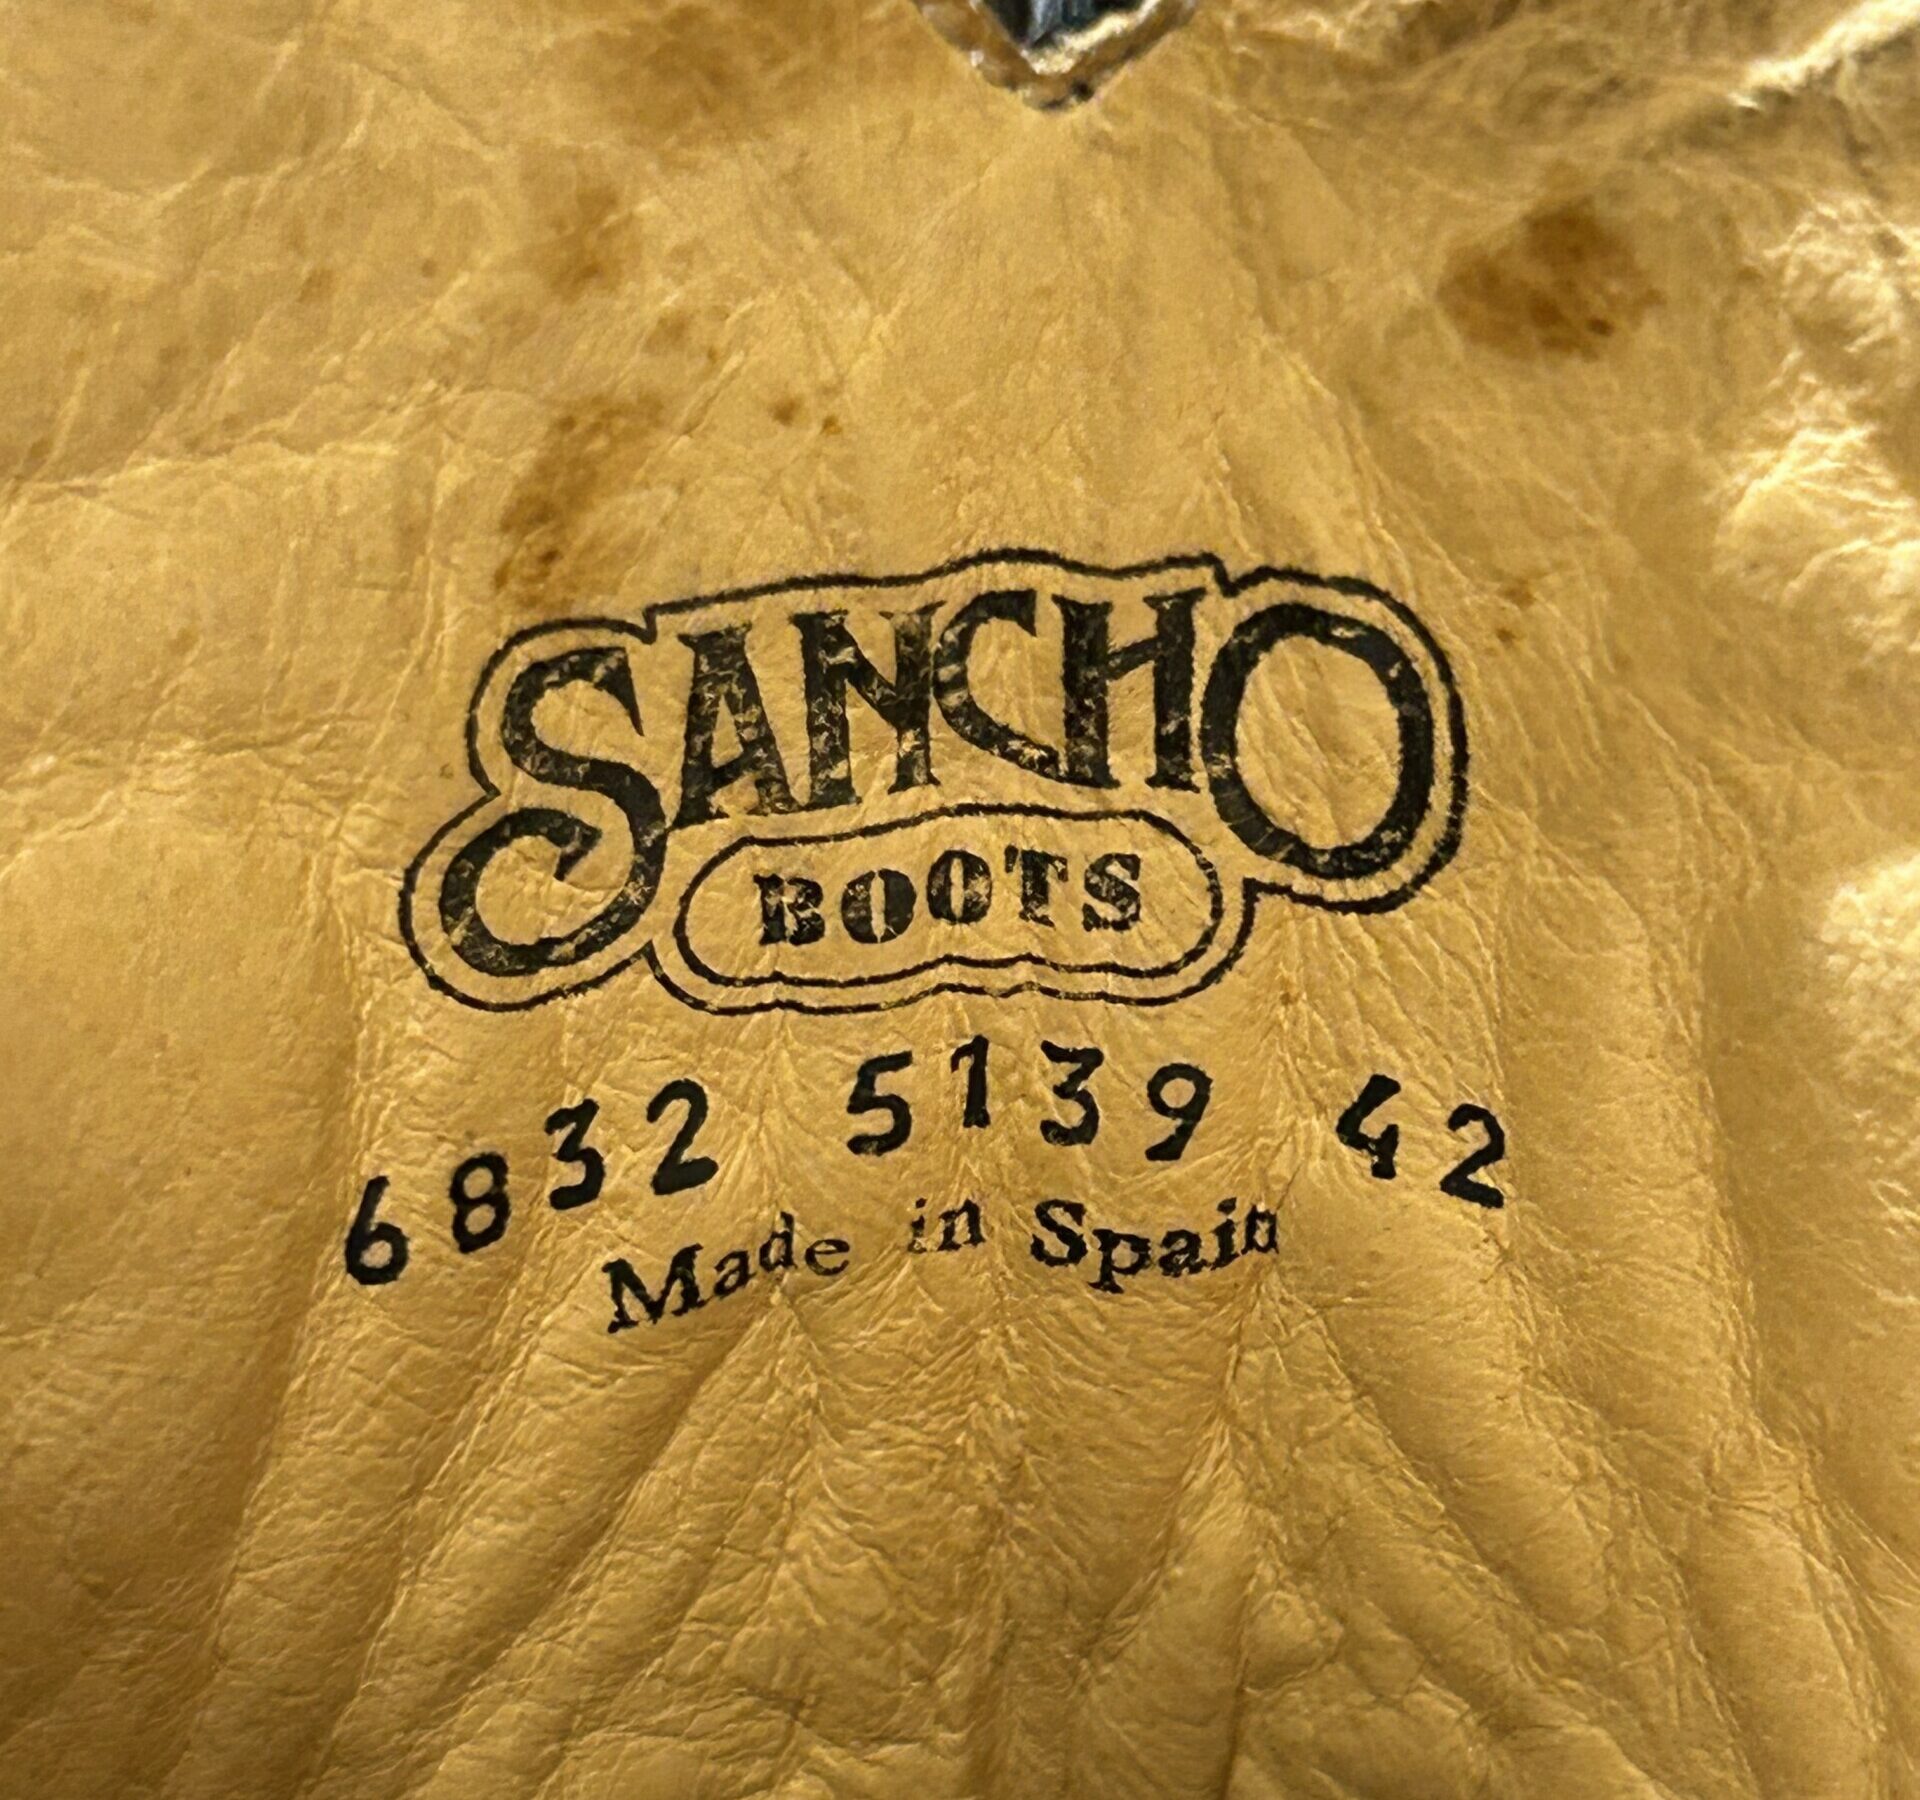 SANCHO
BOOTS
6832 5139 42
Made in Spain